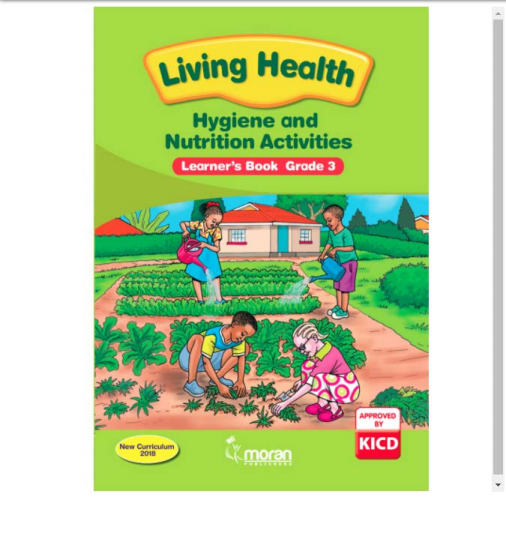 Living Health
Hygiene and
Nutrition Activities
Learner's Book Grade 3
APPROVED
BY
KICD
New Curriculum
2018
moran
PUBLISHERS